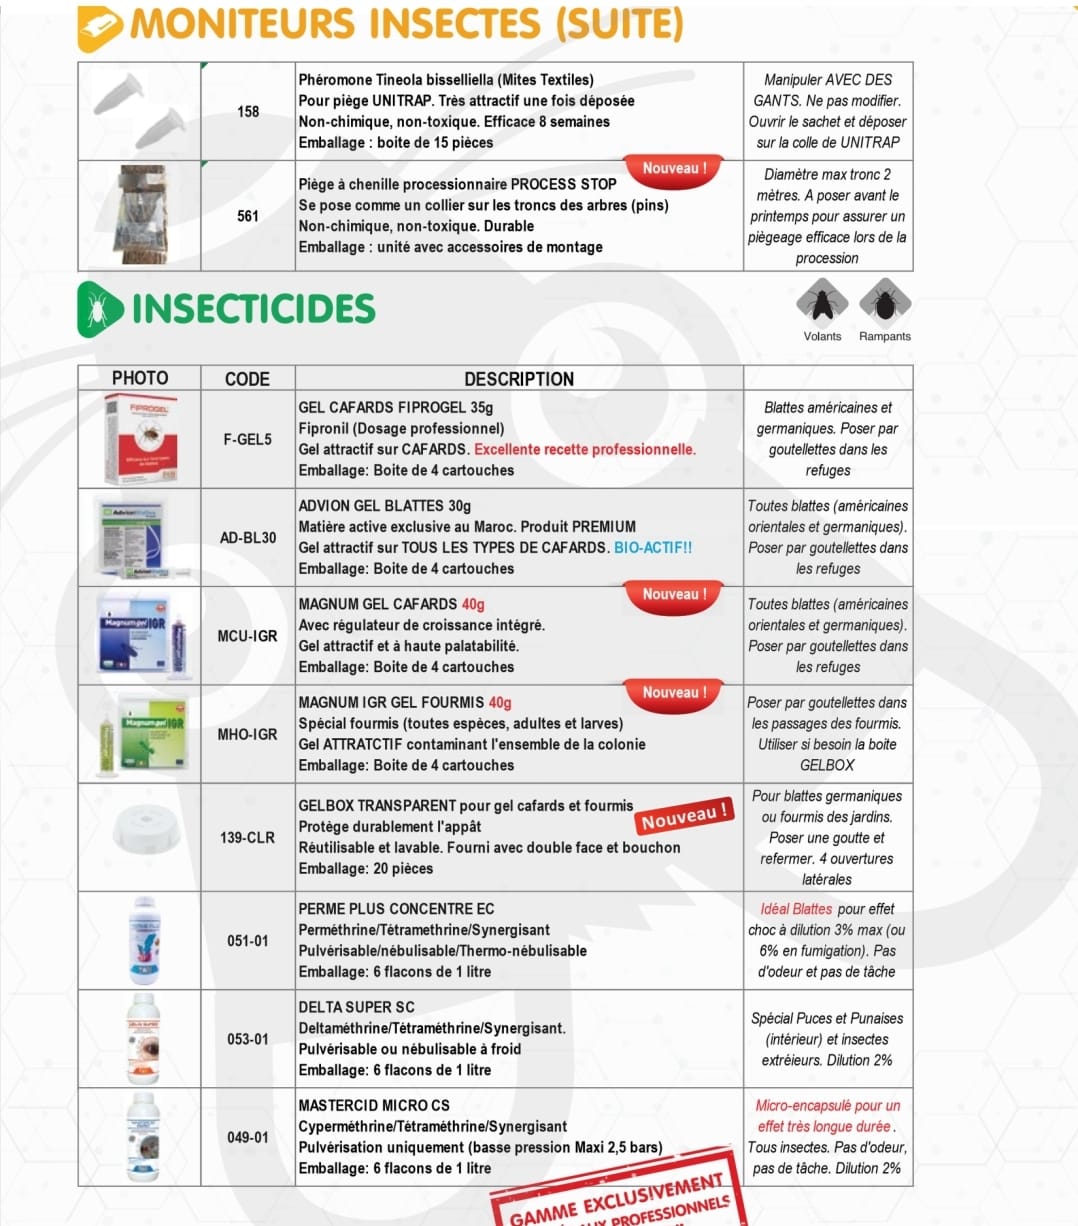 MONITEURS INSECTES (SUITE)
158
Phéromone Tineola bisselliella (Mites Textiles)
Pour piège UNITRAP. Très attractif une fois déposée
Non-chimique, non-toxique. Efficace 8 semaines
Emballage : boite de 15 pièces
Manipuler AVEC DES
GANTS. Ne pas modifier.
Ouvrir le sachet et déposer
sur la colle de UNITRAP
561
Nouveau !
Piège à chenille processionnaire PROCESS STOP
Se pose comme un collier sur les troncs des arbres (pins)
Non-chimique, non-toxique. Durable
Emballage : unité avec accessoires de montage
Diamètre max tronc 2
mètres. A poser avant le
printemps pour assurer un
piègeage efficace lors de la
procession
INSECTICIDES
Volants
Rampants
PHOTO
CODE
DESCRIPTION
FIPROGEL
F-GEL5
GEL CAFARDS FIPROGEL 35g
Fipronil (Dosage professionnel)
Gel attractif sur CAFARDS. Excellente recette professionnelle.
Emballage: Boite de 4 cartouches
Blattes américaines et
germaniques. Poser par
goutellettes dans les
refuges
AD-BL30
ADVION GEL BLATTES 30g
Matière active exclusive au Maroc. Produit PREMIUM
Gel attractif sur TOUS LES TYPES DE CAFARDS. BIO-ACTIF!!
Emballage: Boite de 4 cartouches
Toutes blattes (américaines
orientales et germaniques).
Poser par goutellettes dans
les refuges
Magnum gel IGR
MCU-IGR
Nouveau !
MAGNUM GEL CAFARDS 40g
Avec régulateur de croissance intégré.
Gel attractif et à haute palatabilité.
Emballage: Boite de 4 cartouches
Toutes blattes (américaines
orientales et germaniques).
Poser par goutellettes dans
les refuges
Magnum gel IGR
MHO-IGR
Nouveau !
MAGNUM IGR GEL FOURMIS 40g
Spécial fourmis (toutes espèces, adultes et larves)
Gel ATTRATCTIF contaminant l'ensemble de la colonie
Emballage: Boite de 4 cartouches
Poser par goutellettes dans
les passages des fourmis.
Utiliser si besoin la boite
GELBOX
139-CLR
GELBOX TRANSPARENT pour gel cafards et fourmis
Nouveau !
Protège durablement l'appât
Réutilisable et lavable. Fourni avec double face et bouchon
Emballage: 20 pièces
Pour blattes germaniques
ou fourmis des jardins.
Poser une goutte et
refermer. 4 ouvertures
latérales
051-01
PERME PLUS CONCENTRE EC
Perméthrine/Tétramethrine/Synergisant
Pulvérisable/nébulisable/Thermo-nébulisable
Emballage: 6 flacons de 1 litre
Idéal Blattes pour effet
choc à dilution 3% max (ou
6% en fumigation). Pas
d'odeur et pas de tâche
053-01
DELTA SUPER SC
Deltaméthrine/Tétraméthrine/Synergisant.
Pulvérisable ou nébulisable à froid
Emballage: 6 flacons de 1 litre
Spécial Puces et Punaises
(intérieur) et insectes
extréieurs. Dilution 2%
049-01
MASTERCID MICRO CS
Cyperméthrine/Tétraméthrine/Synergisant
Pulvérisation uniquement (basse pression Maxi 2,5 bars)
Emballage: 6 flacons de 1 litre
Micro-encapsulé pour un
effet très longue durée.
Tous insectes. Pas d'odeur,
pas de tâche. Dilution 2%
GAMME EXCLUSIVEMENT
AUX PROFESSIONNELS